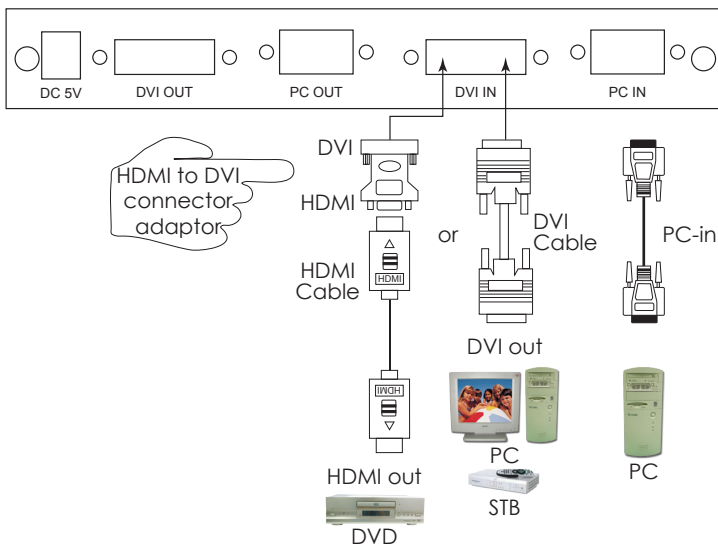 DC 5V
DVI OUT
PC OUT
DVI IN
PC IN
HDMI to DVI
connector
adaptor
DVI
HDMI
HDMI
Cable
HDMI
HDMI
HDMI out
DVD
or
DVI
Cable
DVI out
PC
STB
PC-in
PC